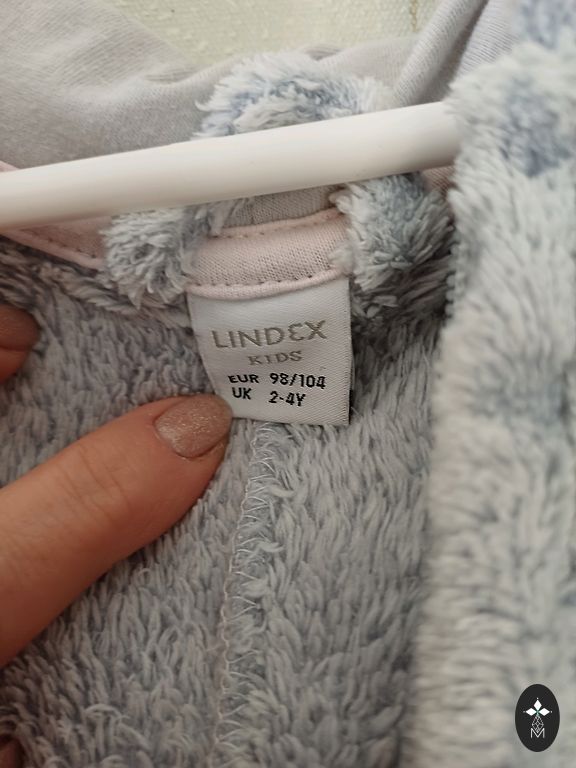 LINDEX
KIDS
EUR 98/104
UK 2-4Y
M